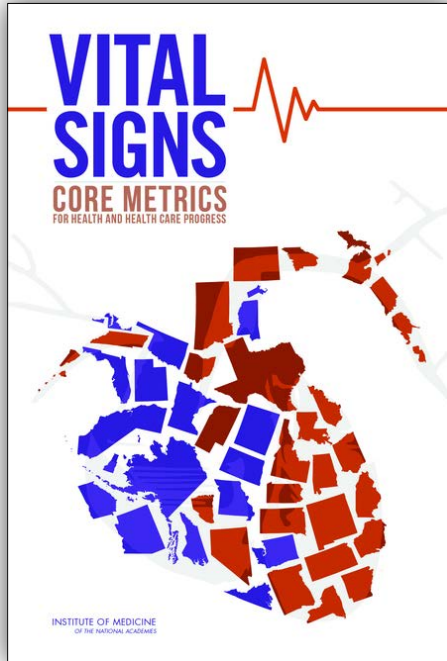 VITAL
SIGNS
CORE METRICS
FOR HEALTH AND HEALTH CARE PROGRESS
INSTITUTE OF MEDICINE
OF THE NATIONAL ACADEMIES